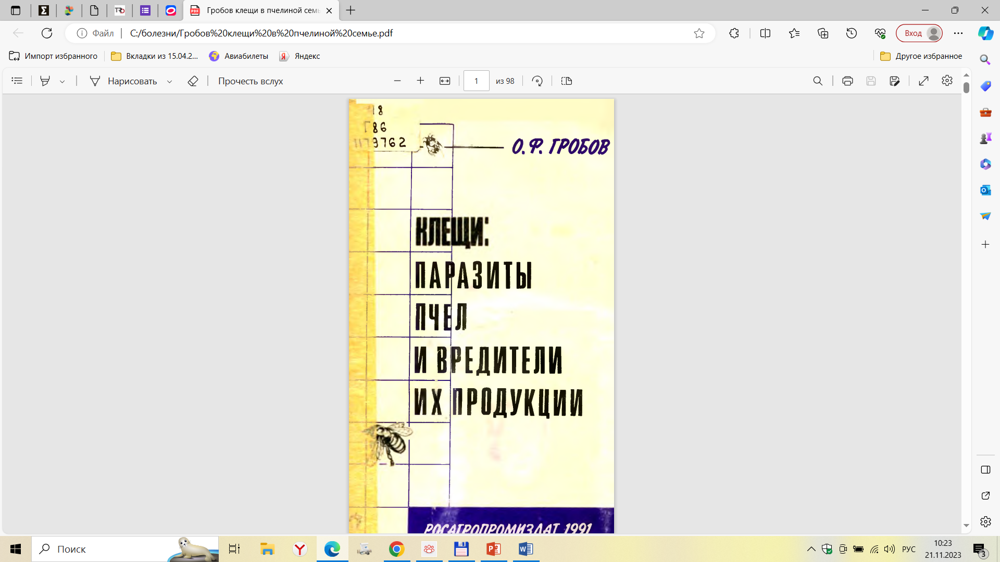 Гробов клещи в пчелиной семь
Файл
C:/болезни/Гробов%20клещи%20в%20пчелиной%20семье.pdf
Вход
Импорт избранного
Вкладки из 15.04.2...
Авиабилеты
Яндекс
Другое избранное
Нарисовать
Прочесть вслух
1
из 98
18
Г86
9762
О.Ф. ГРОБОВ
КЛЕЩИ:
ПАРАЗИТЫ
ПЧЕЛ
И ВРЕДИТЕЛИ
ИХ ПРОДУКЦИИ
РОСАГРОПРОМИЗДАТ 1991
Поиск
РУС
10:23
21.11.2023
3